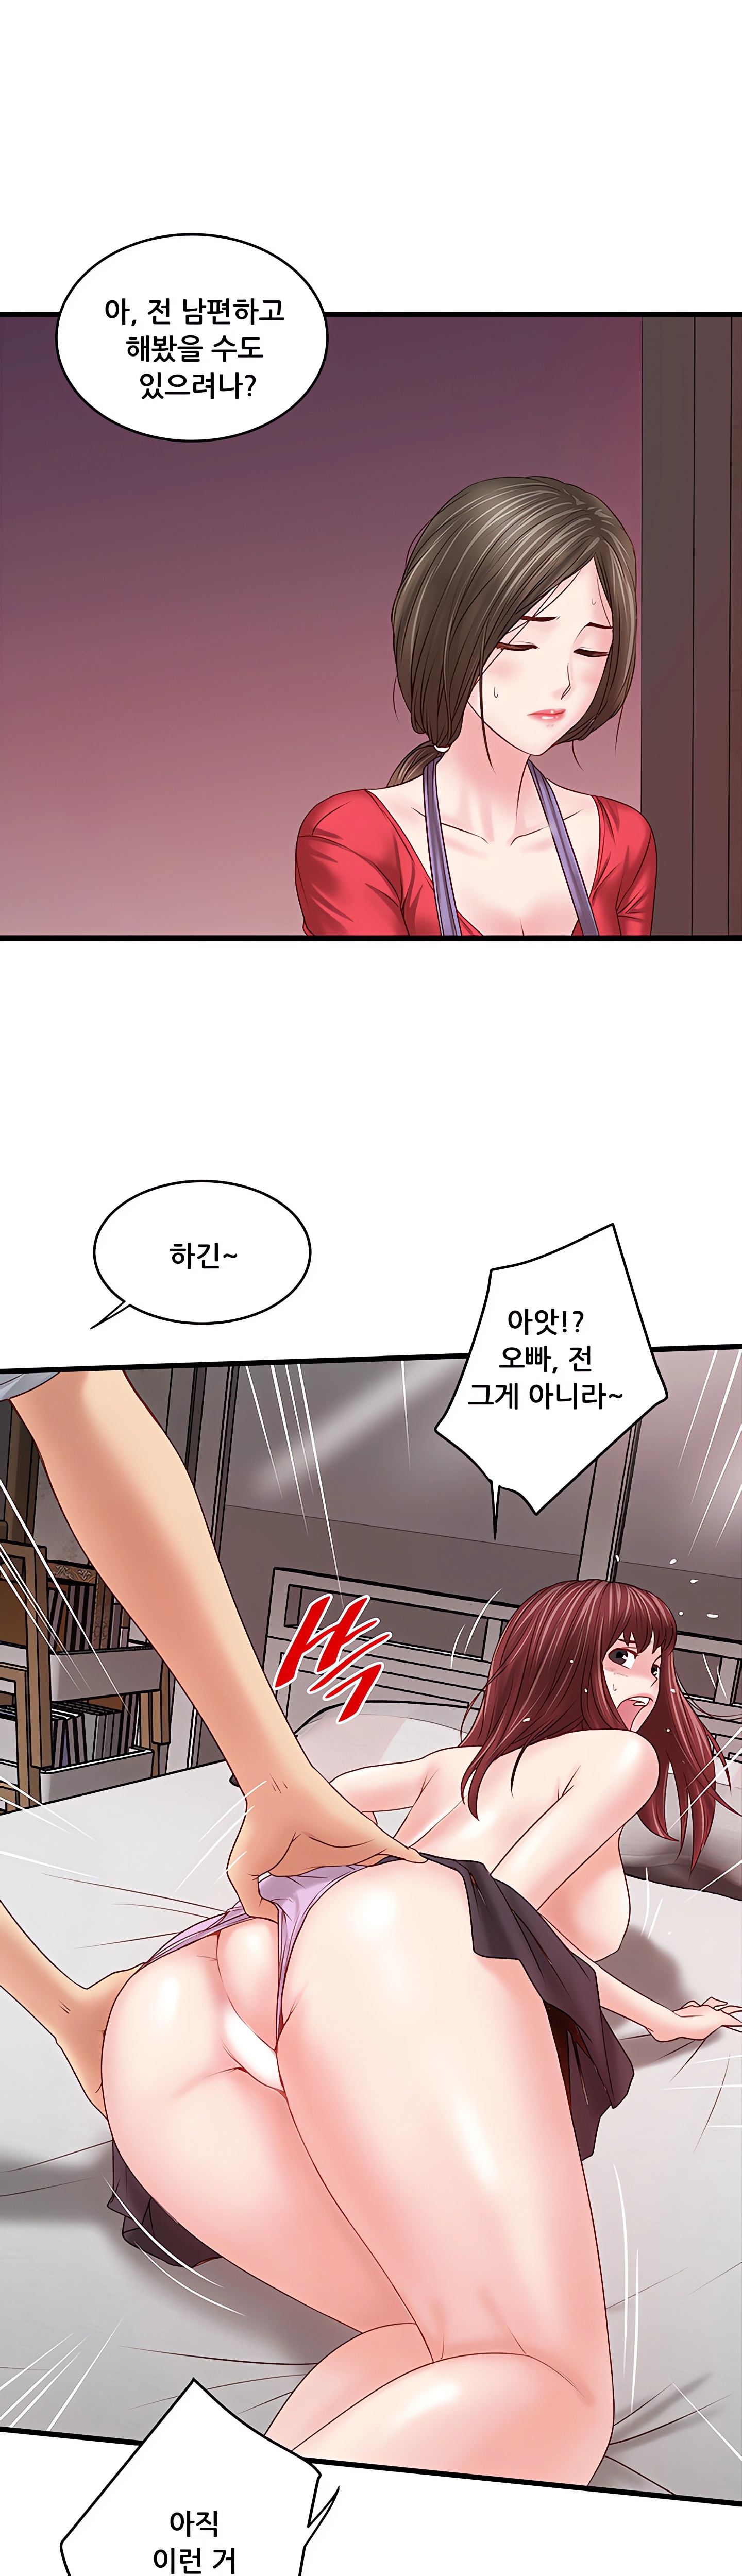 아, 전 남편하고
해봤을 수도
있으려나?
하긴~
아앗!?
오빠, 전
그게 아니라~
아직
이런 거